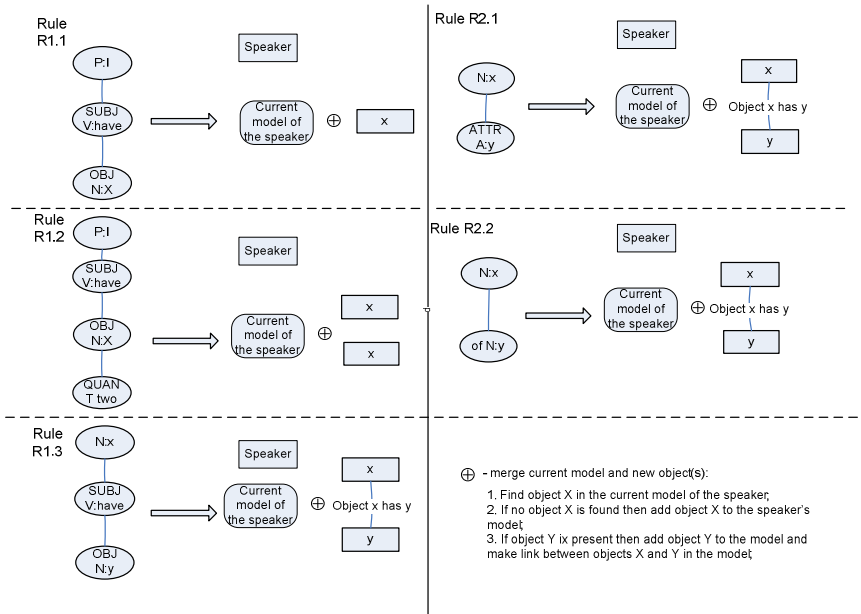 Rule
R1.1
P:I
SUBJ
V:have
OBJ
N:X
Speaker
Current
model of
the speaker
⊕
x
Rule R2.1
N:x
ATTR
A:y
Speaker
Current
model of
the speaker
⊕
x
Object x has y
y
Rule
R1.2
P:I
SUBJ
V:have
OBJ
N:X
QUAN
T two
Speaker
Current
model of
the speaker
⊕
x
x
Rule R2.2
N:x
of N:y
Speaker
Current
model of
the speaker
⊕
x
Object x has y
y
Rule
R1.3
N:x
SUBJ
V:have
OBJ
N:y
Speaker
Current
model of
the speaker
⊕
x
Object x has y
y
⊕ - merge current model and new object(s):
1. Find object X in the current model of the speaker;
2. If no object X is found then add object X to the speaker's
model;
3. If object Y ix present then add object Y to the model and
make link between objects X and Y in the model;